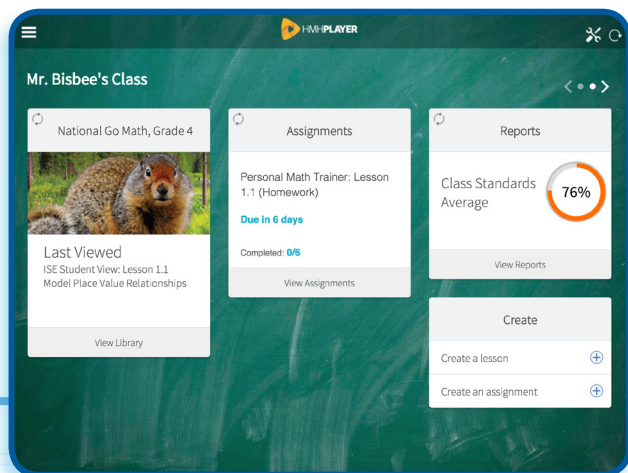 HMHPLAYER
Mr. Bisbee's Class
National Go Math, Grade 4
Last Viewed
ISE Student View: Lesson 1.1
Model Place Value Relationships
View Library
Assignments
Personal Math Trainer: Lesson
1.1 (Homework)
Due in 6 days
Completed: 0/6
View Assignments
Reports
Class Standards
Average
76%
View Reports
Create
Create a lesson
Create an assignment